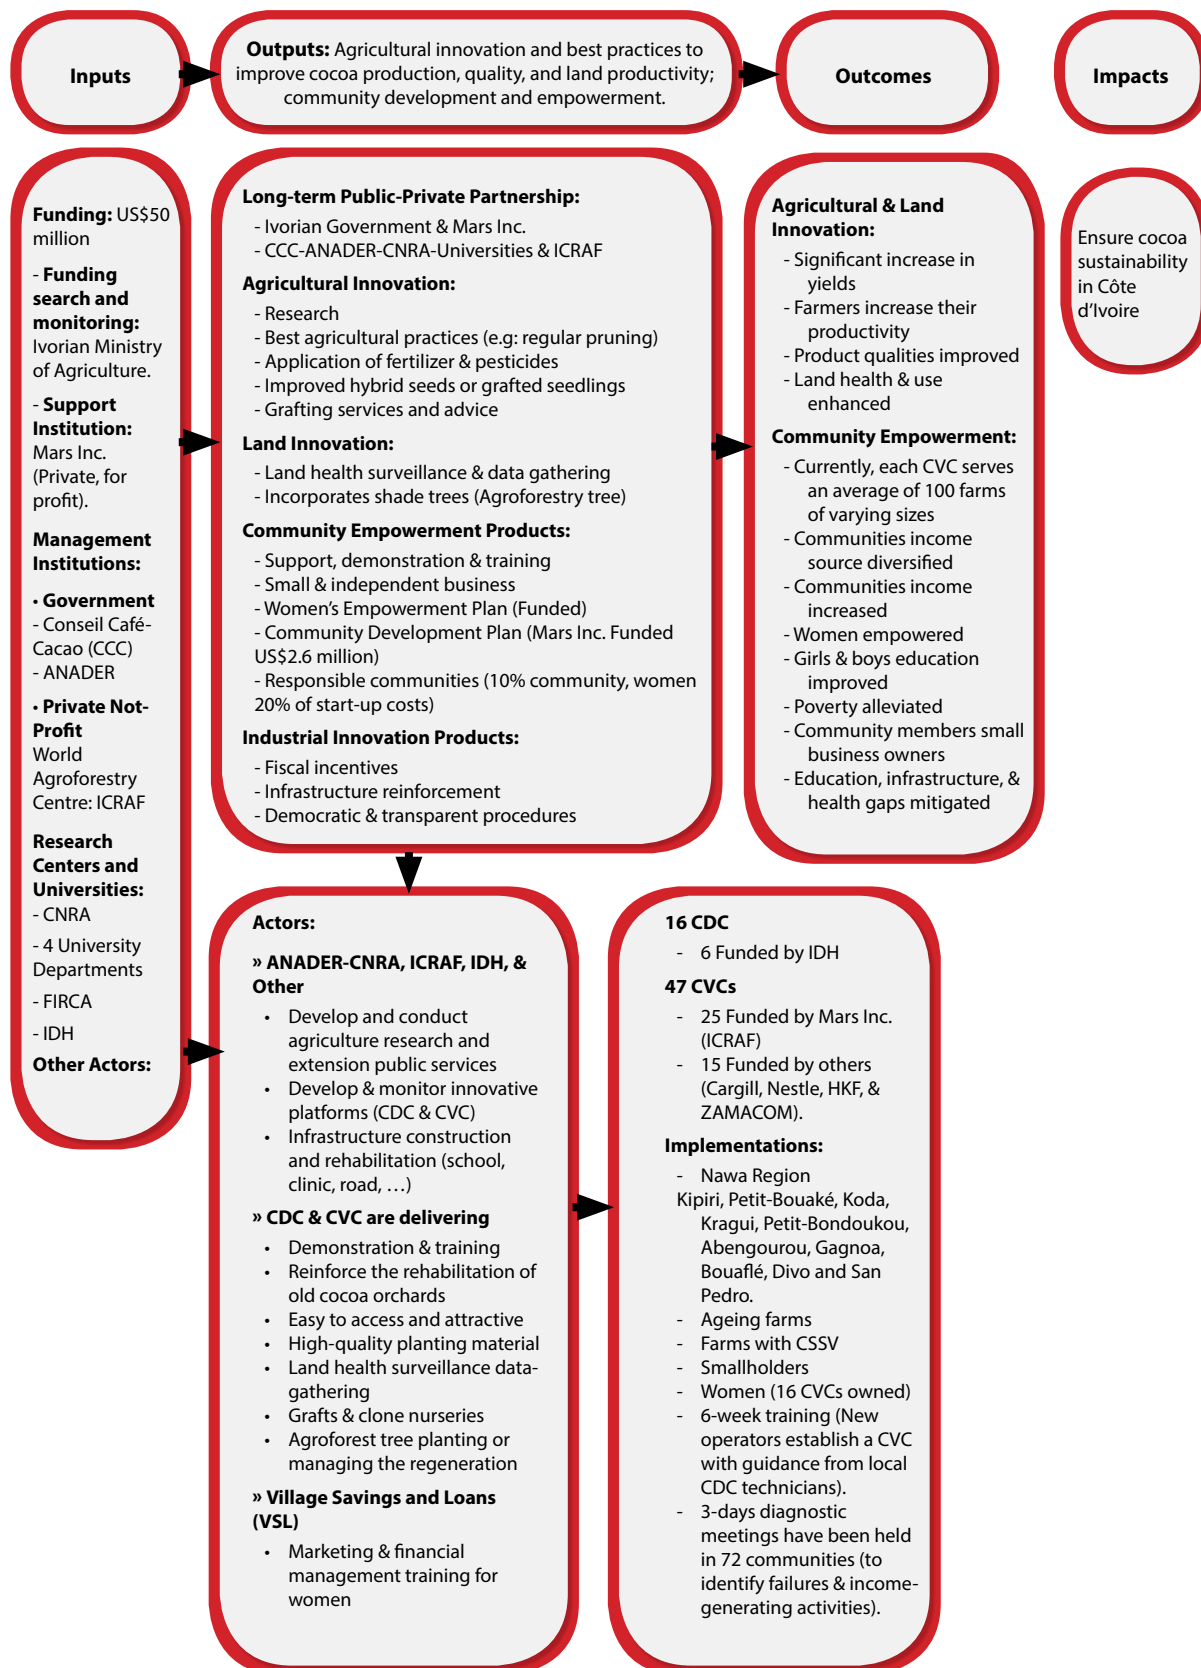 Inputs
Outputs: Agricultural innovation and best practices to
improve cocoa production, quality, and land productivity;
community development and empowerment.
Outcomes
Impacts
Funding: US$50
million
- Funding
search and
monitoring:
Ivorian Ministry
of Agriculture.
- Support
Institution:
Mars Inc.
(Private, for
profit).
Management
Institutions:
• Government
- Conseil Café-
Cacao (CCC)
- ANADER
• Private Not-
Profit
World
Agroforestry
Centre: ICRAF
Research
Centers and
Universities:
- CNRA
- 4 University
Departments
- FIRCA
- IDH
Other Actors:
Long-term Public-Private Partnership:
- Ivorian Government & Mars Inc.
- CCC-ANADER-CNRA-Universities & ICRAF
Agricultural Innovation:
- Research
- Best agricultural practices (e.g: regular pruning)
- Application of fertilizer & pesticides
- Improved hybrid seeds or grafted seedlings
- Grafting services and advice
Land Innovation:
- Land health surveillance & data gathering
- Incorporates shade trees (Agroforestry tree)
Community Empowerment Products:
- Support, demonstration & training
- Small & independent business
- Women's Empowerment Plan (Funded)
- Community Development Plan (Mars Inc. Funded
US$2.6 million)
- Responsible communities (10% community, women
20% of start-up costs)
Industrial Innovation Products:
- Fiscal incentives
- Infrastructure reinforcement
- Democratic & transparent procedures
Agricultural & Land
Innovation:
- Significant increase in
yields
- Farmers increase their
productivity
- Product qualities improved
- Land health & use
enhanced
Community Empowerment:
- Currently, each CVC serves
an average of 100 farms
of varying sizes
- Communities income
source diversified
- Communities income
increased
- Women empowered
- Girls & boys education
improved
- Poverty alleviated
- Community members small
business owners
- Education, infrastructure, &
health gaps mitigated
Ensure cocoa
sustainability
in Côte
d'Ivoire
Actors:
» ANADER-CNRA, ICRAF, IDH, &
Other
• Develop and conduct
agriculture research and
extension public services
• Develop & monitor innovative
platforms (CDC & CVC)
• Infrastructure construction
and rehabilitation (school,
clinic, road, …)
» CDC & CVC are delivering
• Demonstration & training
• Reinforce the rehabilitation of
old cocoa orchards
• Easy to access and attractive
• High-quality planting material
• Land health surveillance data-
gathering
• Grafts & clone nurseries
• Agroforest tree planting or
managing the regeneration
» Village Savings and Loans
(VSL)
• Marketing & financial
management training for
women
16 CDC
- 6 Funded by IDH
47 CVCs
- 25 Funded by Mars Inc.
(ICRAF)
- 15 Funded by others
(Cargill, Nestle, HKF, &
ZAMACOM).
Implementations:
- Nawa Region
Kipiri, Petit-Bouaké, Koda,
Kragui, Petit-Bondoukou,
Abengourou, Gagnoa,
Bouaflé, Divo and San
Pedro.
- Ageing farms
- Farms with CSSV
- Smallholders
- Women (16 CVCs owned)
- 6-week training (New
operators establish a CVC
with guidance from local
CDC technicians).
- 3-days diagnostic
meetings have been held
in 72 communities (to
identify failures & income-
generating activities).